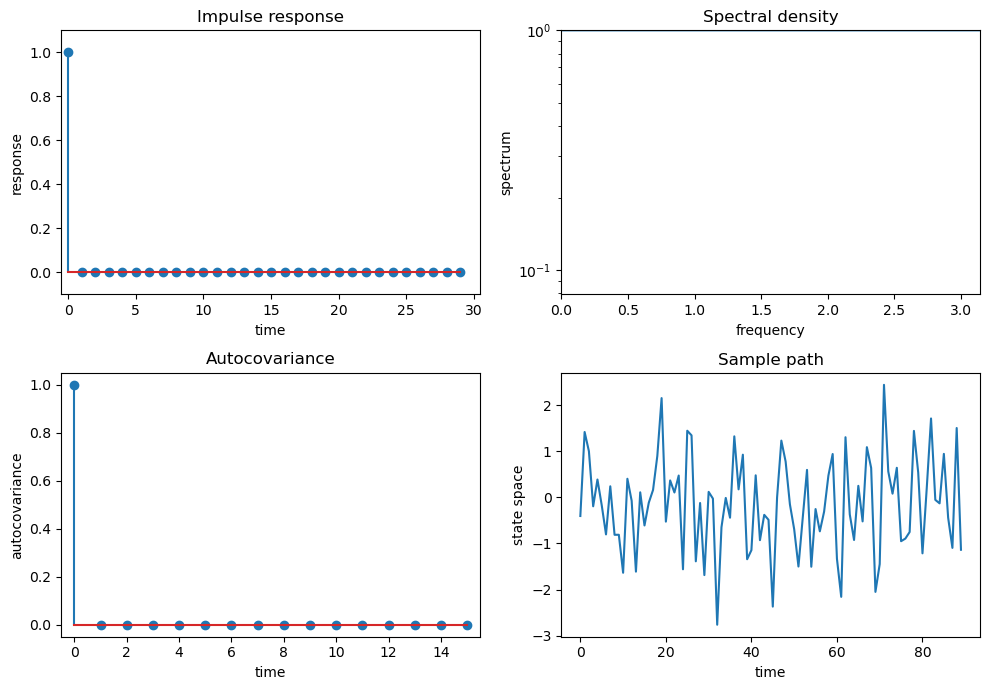 Impulse response
1.0
0.8
0.6
0.4
0.2
0.0
response
0 5 10 15 20 25 30
time
Spectral density
10⁰
10⁻¹
spectrum
0.0 0.5 1.0 1.5 2.0 2.5 3.0
frequency
Autocovariance
1.0
0.8
0.6
0.4
0.2
0.0
autocovariance
0 2 4 6 8 10 12 14
time
Sample path
2
1
0
−1
−2
−3
state space
0 20 40 60 80
time